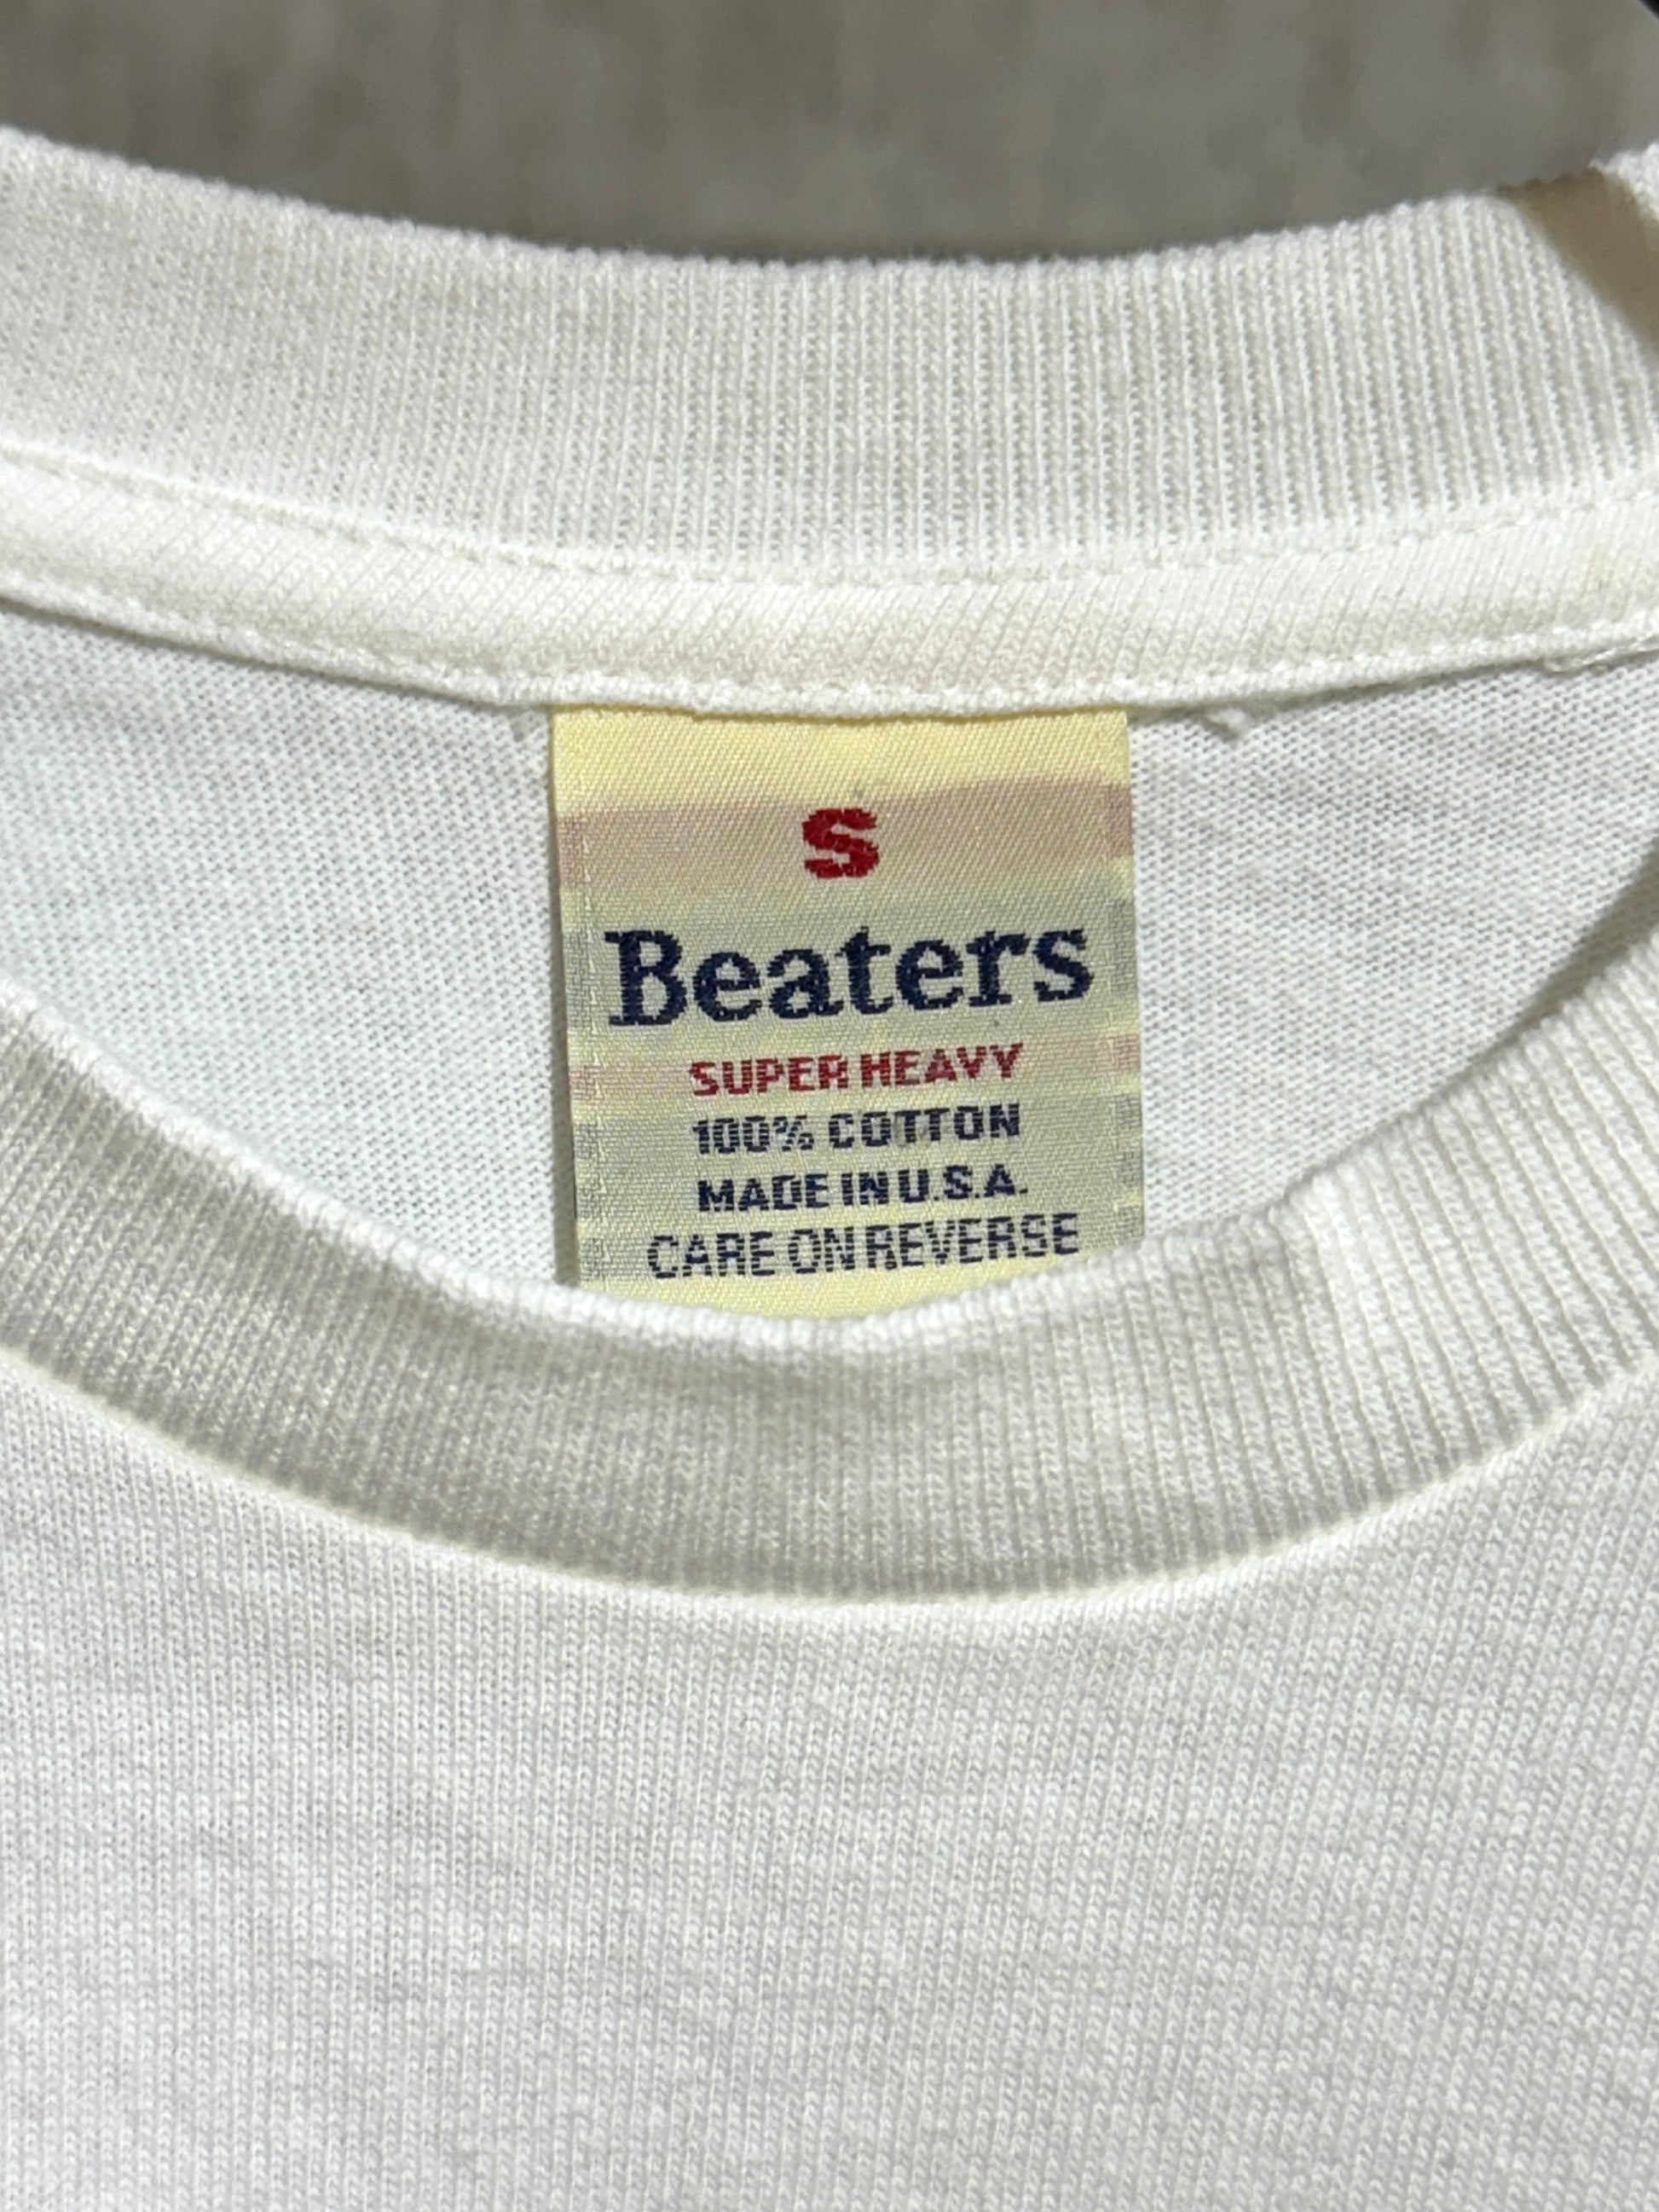 S
Beaters
SUPER HEAVY
100% COTTON
MADE IN U.S.A.
CARE ON REVERSE